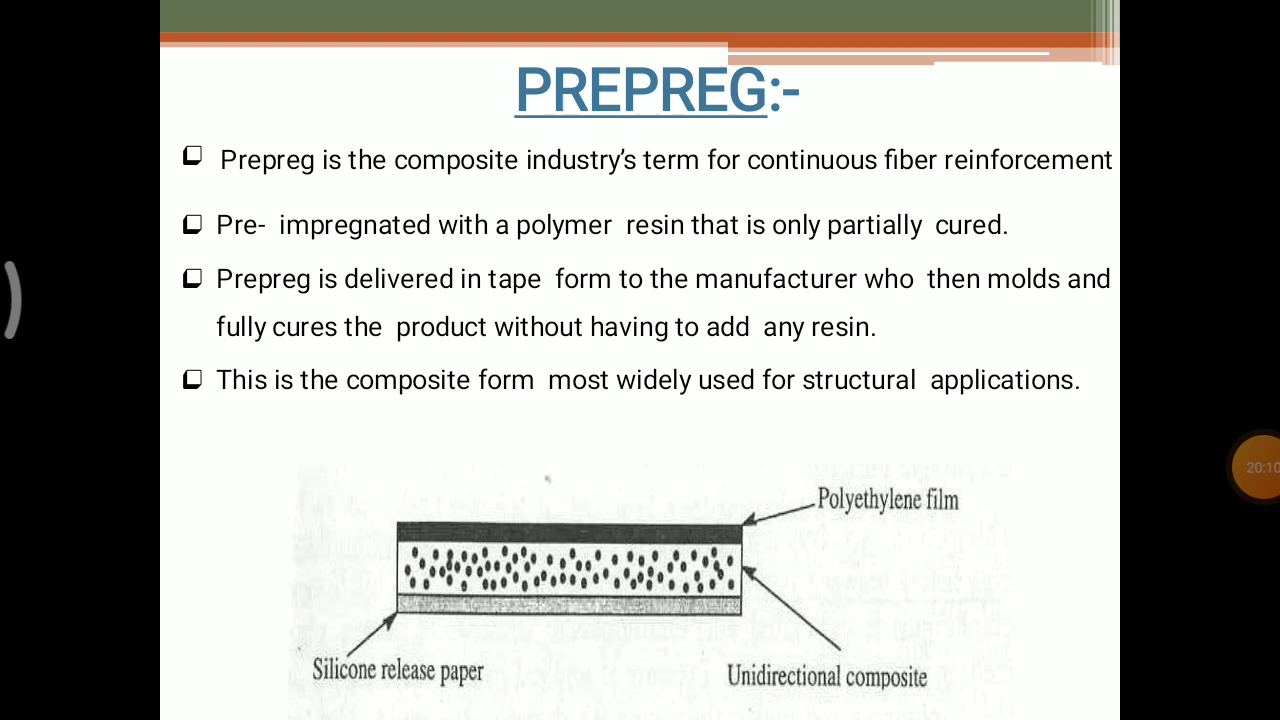 PREPREG:-
Prepreg is the composite industry’s term for continuous fiber reinforcement
Pre- impregnated with a polymer resin that is only partially cured.
Prepreg is delivered in tape form to the manufacturer who then molds and
fully cures the product without having to add any resin.
This is the composite form most widely used for structural applications.
20:10
Polyethylene film
Silicone release paper
Unidirectional composite